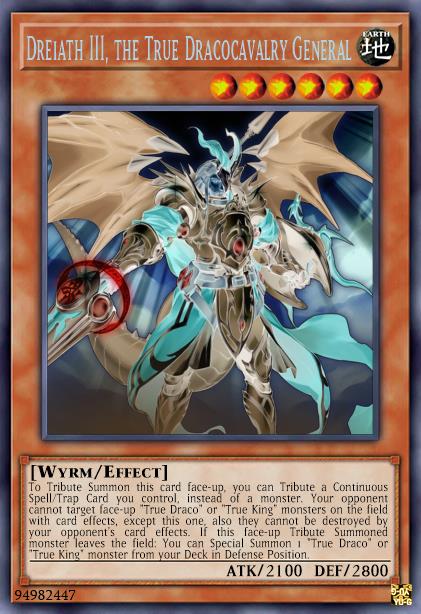 Dreiath III, the True Dracocavalry General
EARTH
地
[Wyrm/Effect]
To Tribute Summon this card face-up, you can Tribute a Continuous
Spell/Trap Card you control, instead of a monster. Your opponent
cannot target face-up "True Draco" or "True King" monsters on the field
with card effects, except this one, also they cannot be destroyed by
your opponent's card effects. If this face-up Tribute Summoned
monster leaves the field: You can Special Summon 1 "True Draco" or
"True King" monster from your Deck in Defense Position.
ATK/2100 DEF/2800
94982447